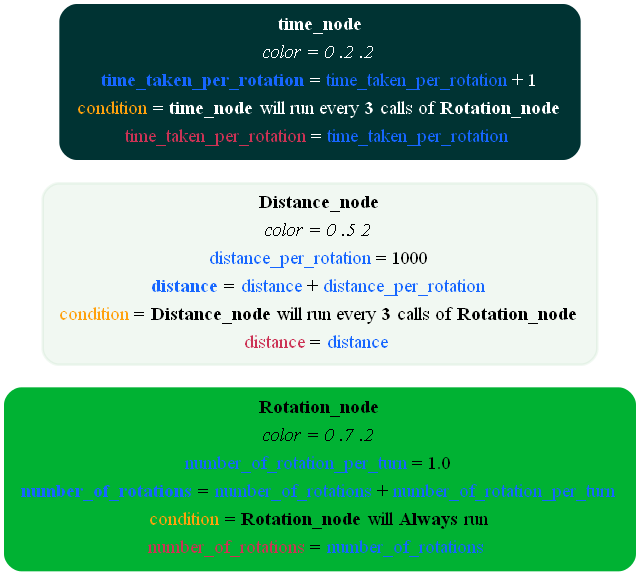 time_node
color = 0 .2 .2
time_taken_per_rotation = time_taken_per_rotation + 1
condition = time_node will run every 3 calls of Rotation_node
time_taken_per_rotation = time_taken_per_rotation
Distance_node
color = 0 .5 2
distance_per_rotation = 1000
distance = distance + distance_per_rotation
condition = Distance_node will run every 3 calls of Rotation_node
distance = distance
Rotation_node
color = 0 .7 .2
number_of_rotation_per_turn = 1.0
number_of_rotations = number_of_rotations + number_of_rotation_per_turn
condition = Rotation_node will Always run
number_of_rotations = number_of_rotations